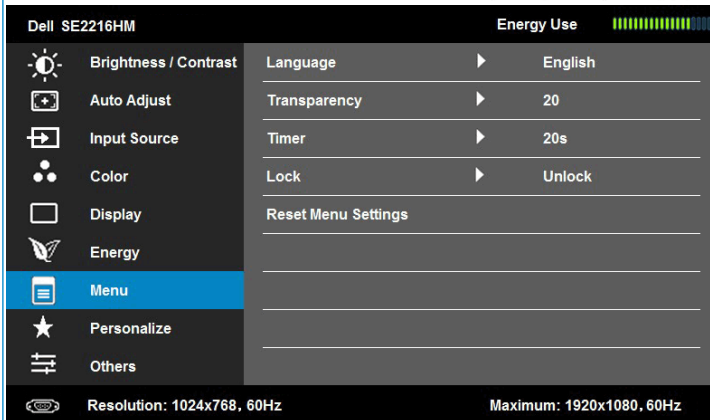 Dell SE2216HM Energy Use
Brightness / Contrast Language English
Auto Adjust Transparency 20
Input Source Timer 20s
Color Lock Unlock
Display Reset Menu Settings
Energy
Menu
Personalize
Others
Resolution: 1024x768, 60Hz Maximum: 1920x1080, 60Hz